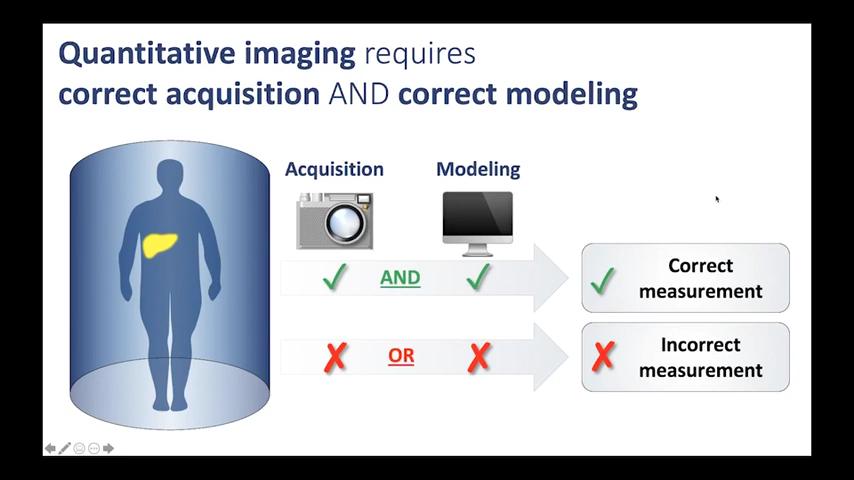 Quantitative imaging requires
correct acquisition AND correct modeling
Acquisition
Modeling
AND
Correct
measurement
OR
Incorrect
measurement